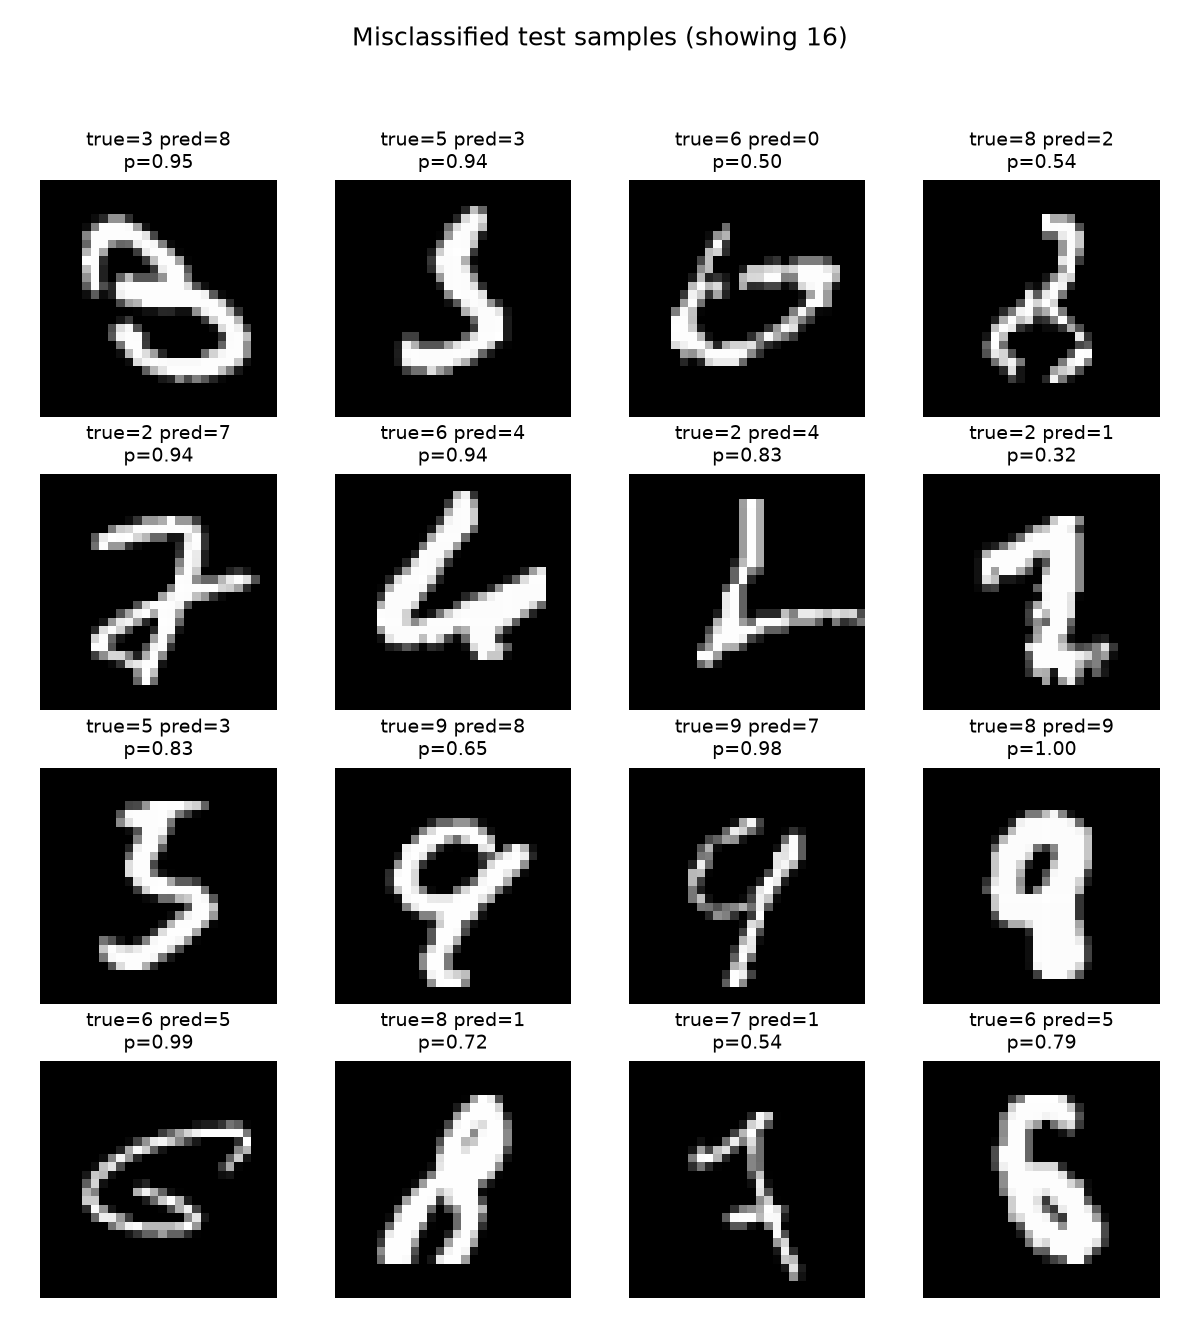 Misclassified test samples (showing 16)
true=3 pred=8
p=0.95
true=5 pred=3
p=0.94
true=6 pred=0
p=0.50
true=8 pred=2
p=0.54
true=2 pred=7
p=0.94
true=6 pred=4
p=0.94
true=2 pred=4
p=0.83
true=2 pred=1
p=0.32
true=5 pred=3
p=0.83
true=9 pred=8
p=0.65
true=9 pred=7
p=0.98
true=8 pred=9
p=1.00
true=6 pred=5
p=0.99
true=8 pred=1
p=0.72
true=7 pred=1
p=0.54
true=6 pred=5
p=0.79